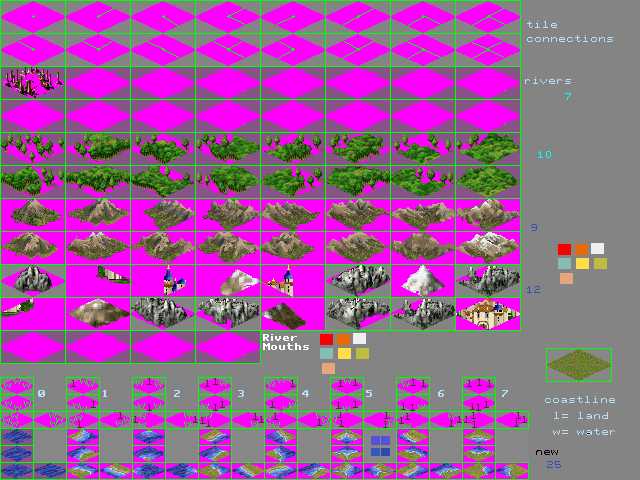 tile
connections
rivers
7
10
9
12
River
Mouths
0 1 2 3 4 5 6 7
coastline
l= land
w= water
new
25